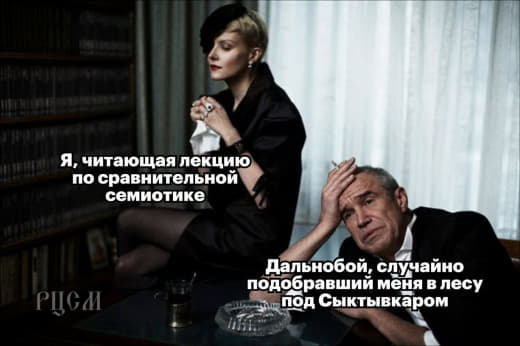 Я, читающая лекцию
по сравнительной
семиотике
Дальнобой, случайно
подобравший меня в лесу
под Сыктывкаром
РЦСМ